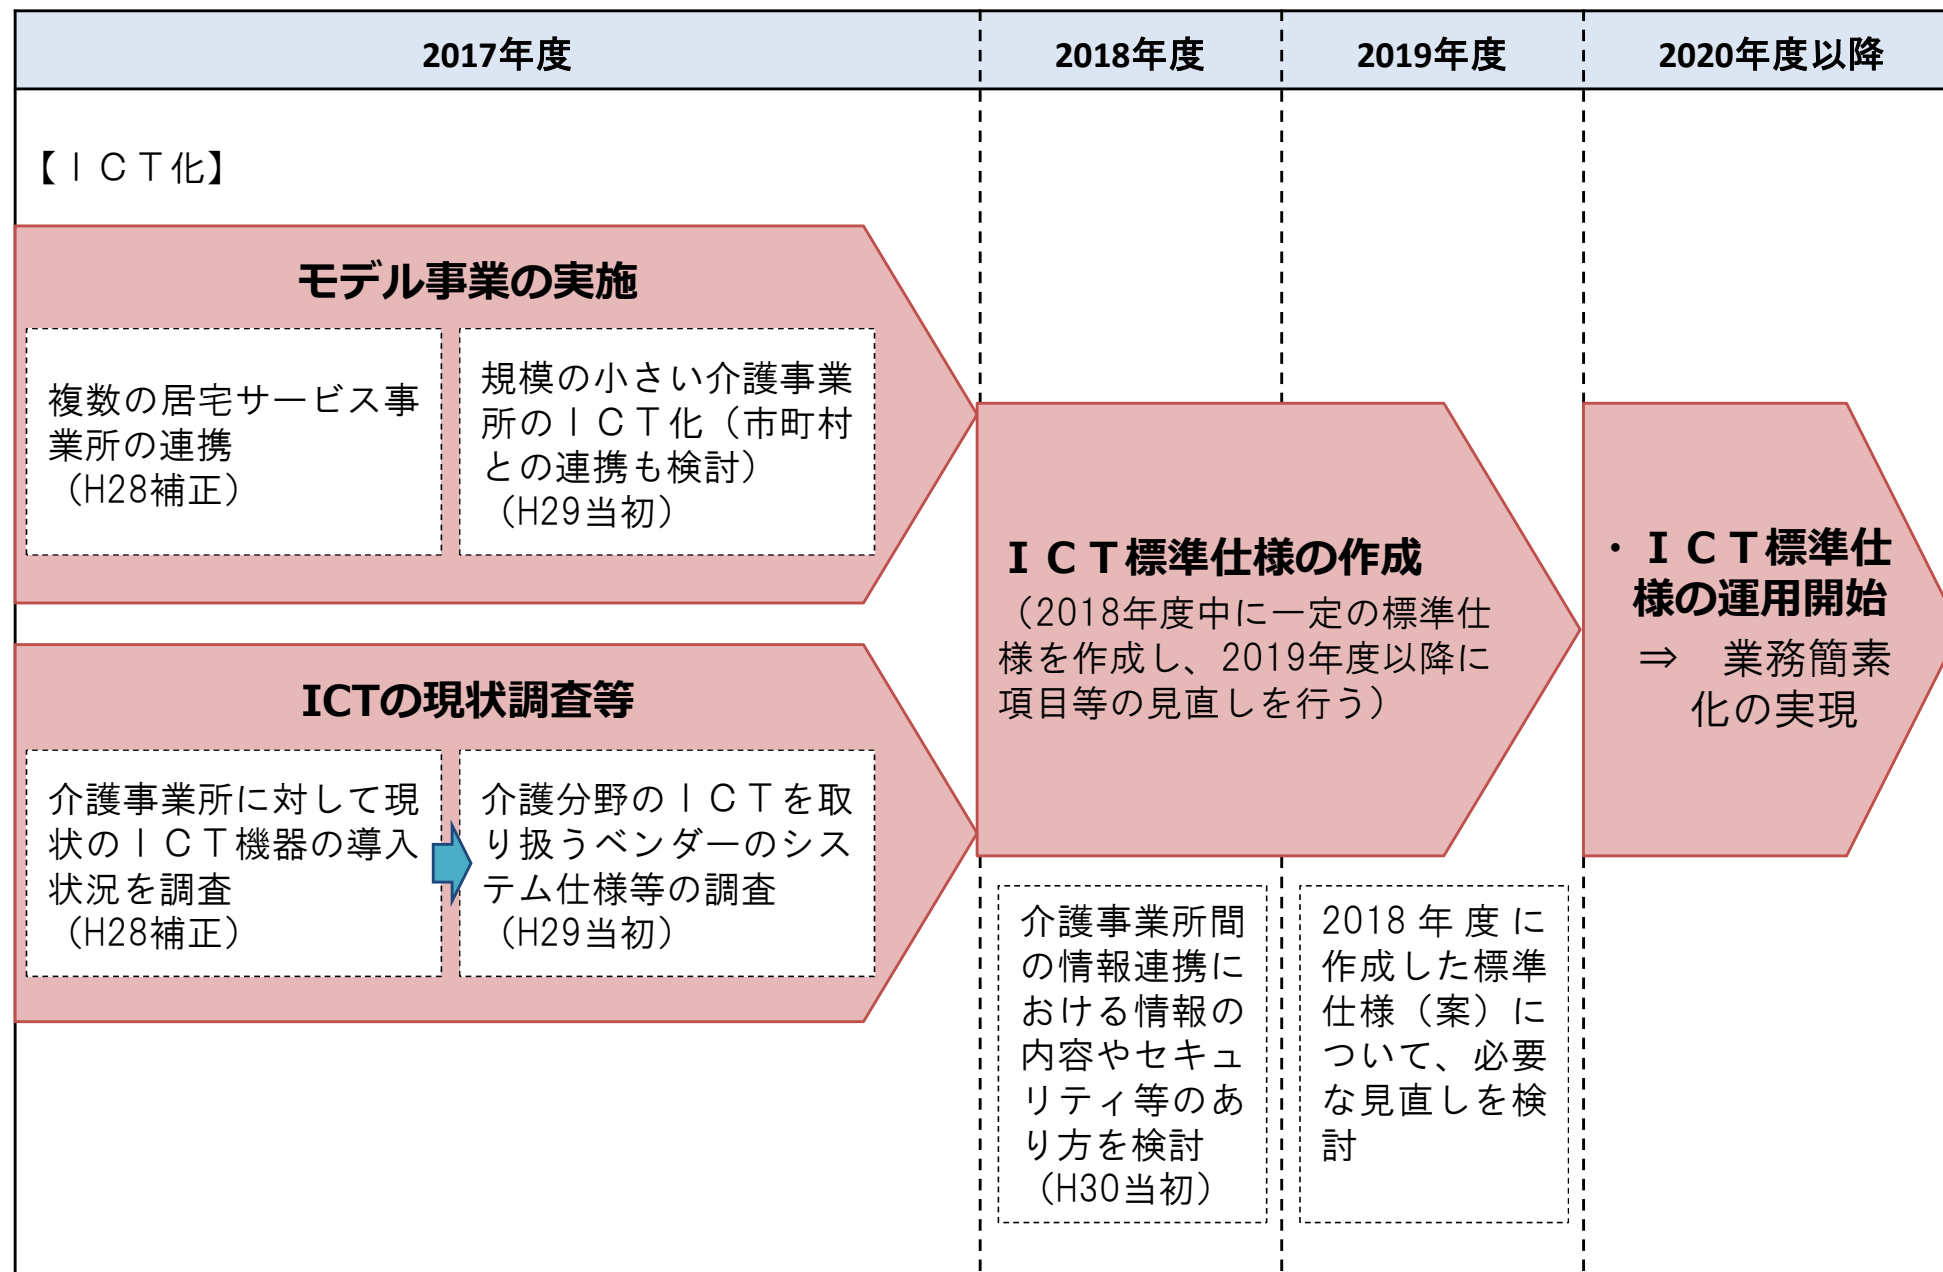 2017年度
2018年度
2019年度
2020年度以降
【ＩＣＴ化】
モデル事業の実施
複数の居宅サービス事
業所の連携
（H28補正）
規模の小さい介護事業
所のＩＣＴ化（市町村
との連携も検討）
（H29当初）
ICTの現状調査等
介護事業所に対して現
状のＩＣＴ機器の導入
状況を調査
（H28補正）
介護分野のＩＣＴを取
り扱うベンダーのシス
テム仕様等の調査
（H29当初）
ＩＣＴ標準仕様の作成
（2018年度中に一定の標準仕
様を作成し、2019年度以降に
項目等の見直しを行う）
介護事業所間
の情報連携に
おける情報の
内容やセキュ
リティ等のあ
り方を検討
（H30当初）
2018年度に
作成した標準
仕様（案）に
ついて、必要
な見直しを検
討
・ＩＣＴ標準仕
様の運用開始
⇒　業務簡素
化の実現